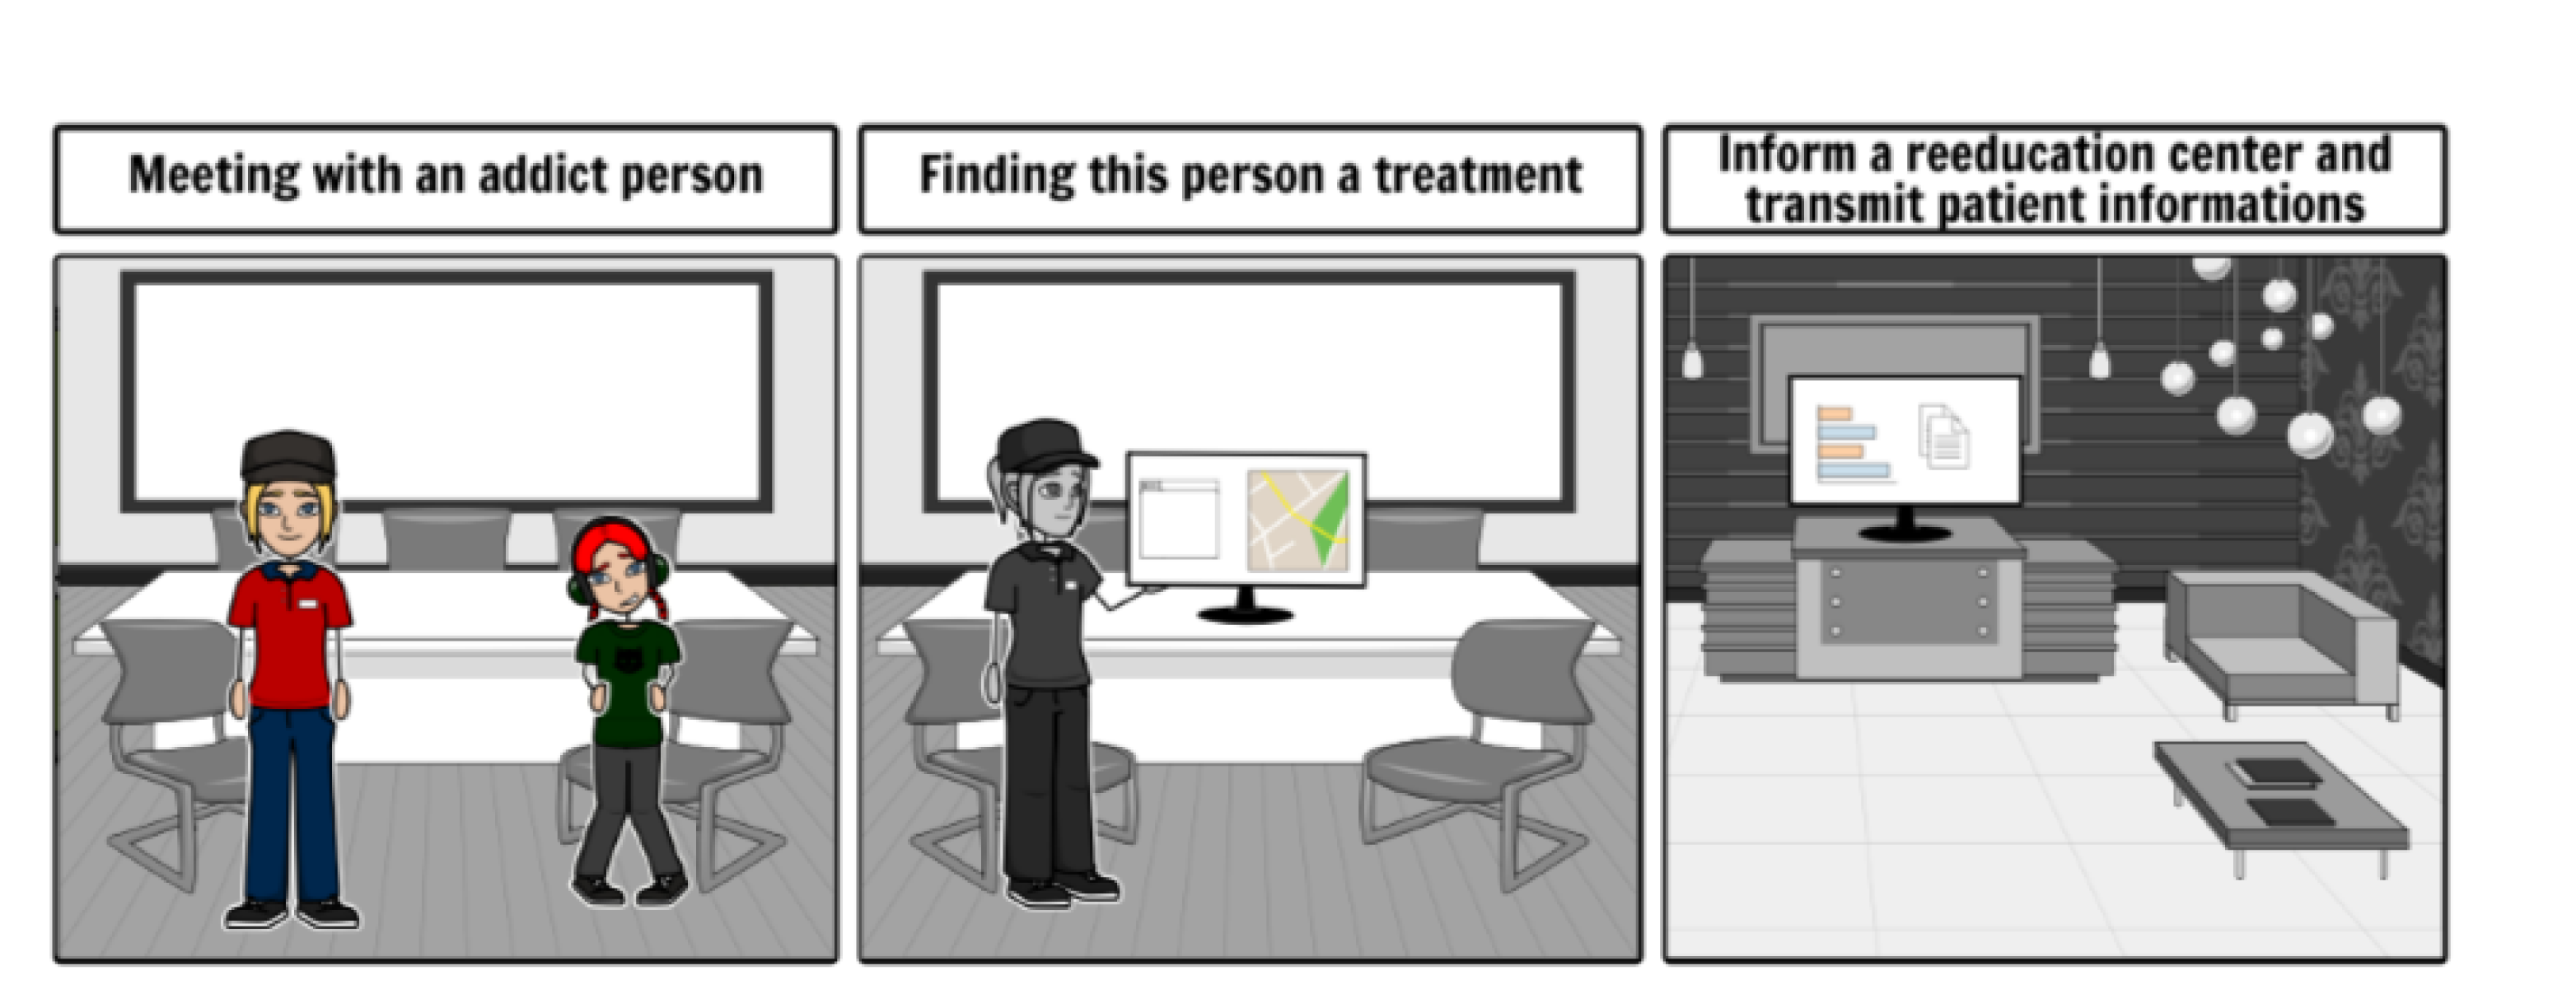 Meeting with an addict person
Finding this person a treatment
Inform a reeducation center and
transmit patient informations